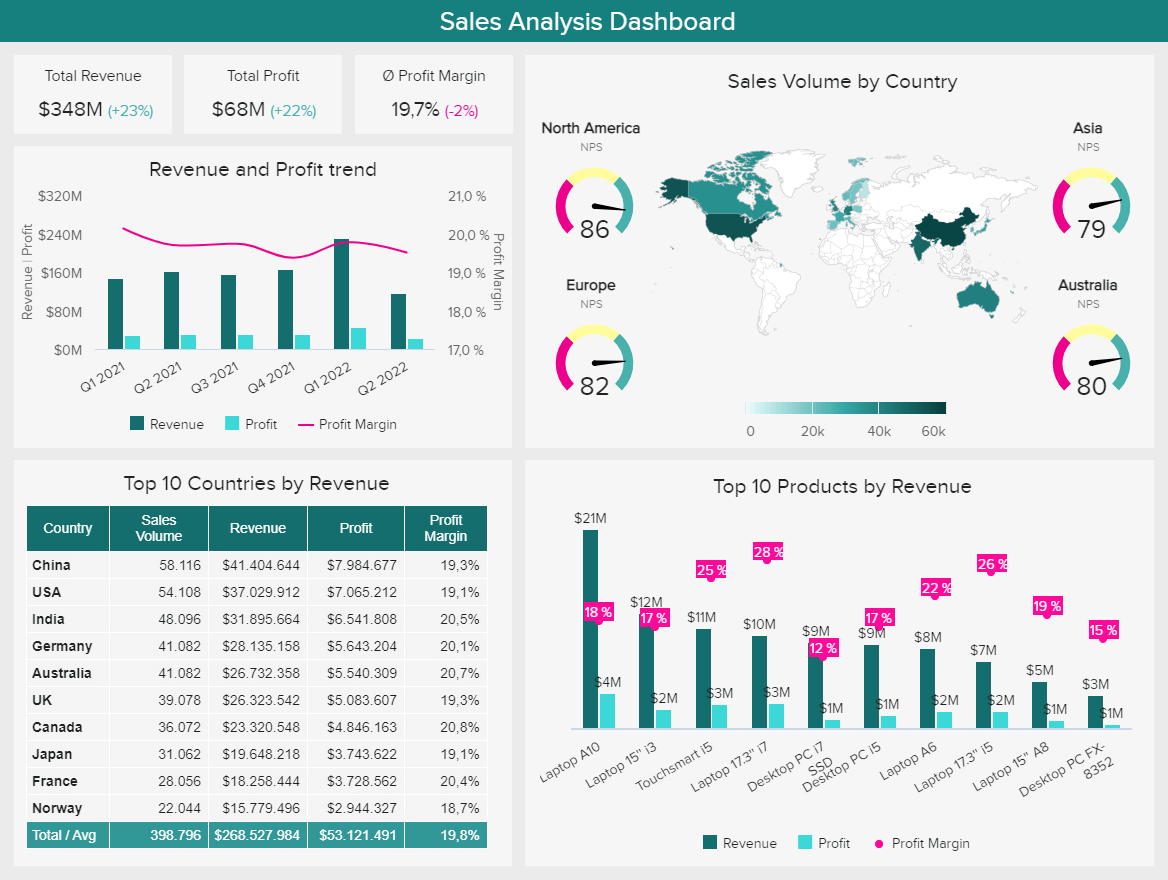 Sales Analysis Dashboard
Total Revenue
$348M (+23%)
Total Profit
$68M (+22%)
Ø Profit Margin
19,7% (-2%)
Revenue and Profit trend
Revenue | Profit
$320M
$240M
$160M
$80M
$0M
21,0 %
20,0 %
19,0 %
18,0 %
17,0 %
Profit Margin
Q1 2021
Q2 2021
Q3 2021
Q4 2021
Q1 2022
Q2 2022
Revenue
Profit
Profit Margin
Sales Volume by Country
North America
NPS
86
Asia
NPS
79
Europe
NPS
82
Australia
NPS
80
0
20k
40k
60k
Top 10 Countries by Revenue
Country Sales Volume Revenue Profit Profit Margin
China 58.116 $41.404.644 $7.984.677 19,3%
USA 54.108 $37.029.912 $7.065.212 19,1%
India 48.096 $31.895.664 $6.541.808 20,5%
Germany 41.082 $28.135.158 $5.643.204 20,1%
Australia 41.082 $26.732.358 $5.540.309 20,7%
UK 39.078 $26.323.542 $5.083.607 19,3%
Canada 36.072 $23.320.548 $4.846.163 20,8%
Japan 31.062 $19.648.218 $3.743.622 19,1%
France 28.056 $18.258.444 $3.728.562 20,4%
Norway 22.044 $15.779.496 $2.944.327 18,7%
Total / Avg 398.796 $268.527.984 $53.121.491 19,8%
Top 10 Products by Revenue
$21M
18 %
$4M
$12M
17 %
$2M
25 %
$11M
$3M
28 %
$10M
$3M
$9M
12 %
$1M
17 %
$9M
$1M
22 %
$8M
$2M
26 %
$7M
$2M
19 %
$5M
$1M
15 %
$3M
$1M
Laptop A10
Laptop 15" i3
Touchsmart i5
Laptop 17.3" i7
Desktop PC i7
SSD
Desktop PC i5
Laptop A6
Laptop 17.3" i5
Laptop 15" A8
Desktop PC FX-
8352
Revenue
Profit
Profit Margin